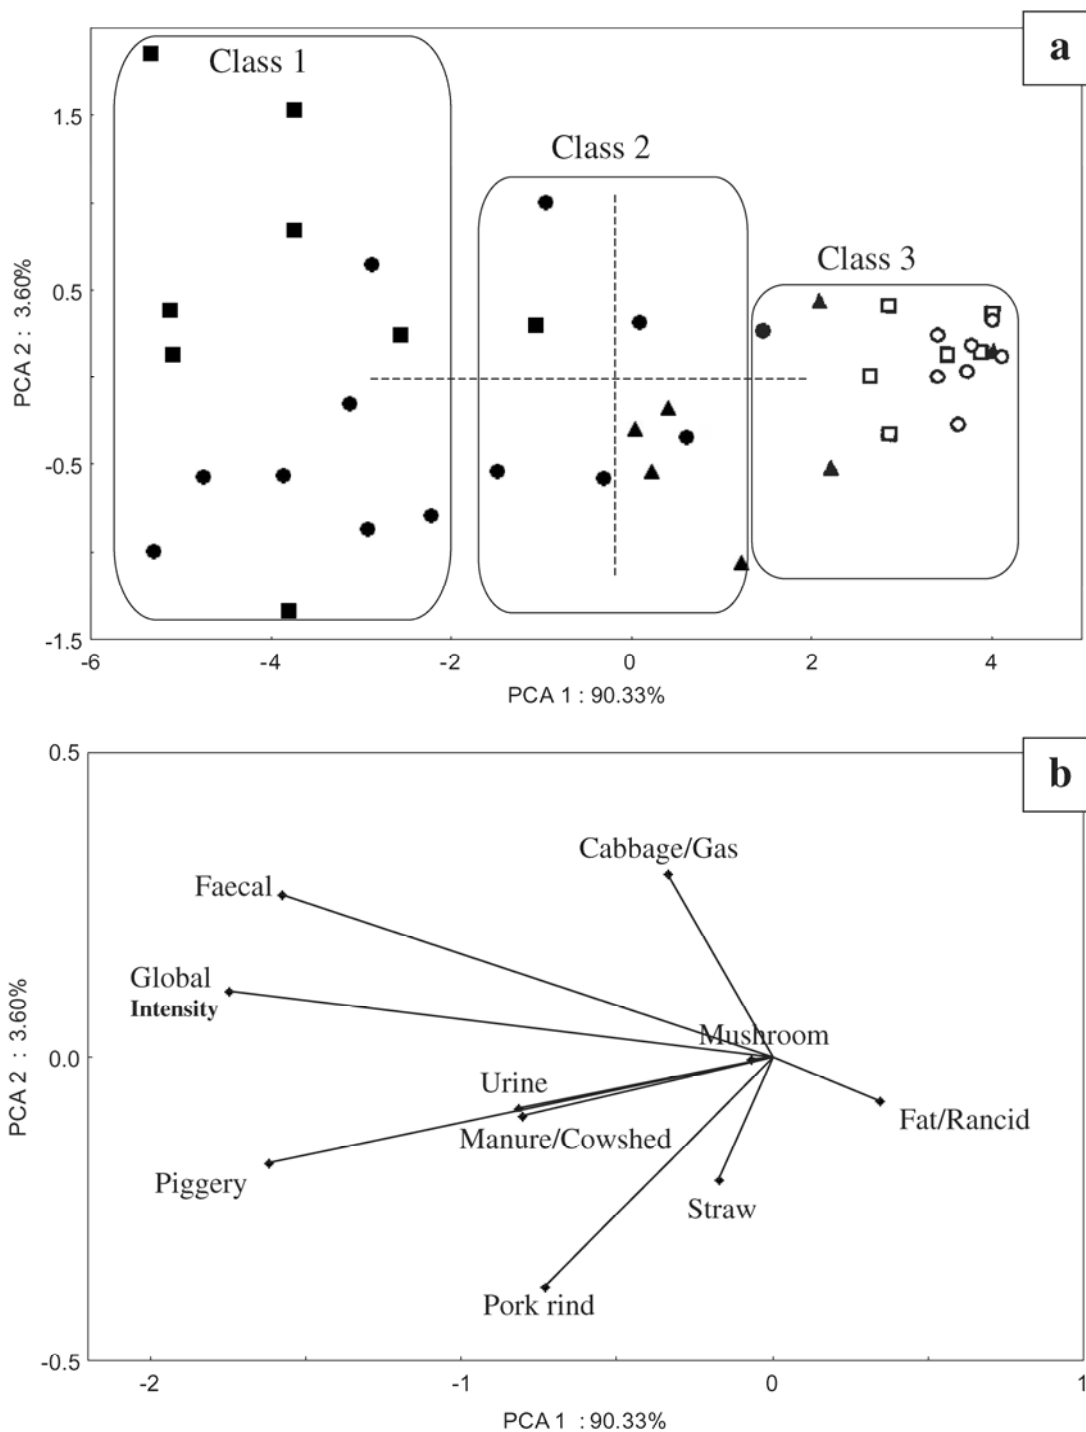 a
Class 1
Class 2
Class 3
1.5
0.5
-0.5
-1.5
PCA 2 : 3.60%
-6
-4
-2
0
2
4
PCA 1 : 90.33%
b
0.5
0.0
-0.5
PCA 2 : 3.60%
Cabbage/Gas
Faecal
Global
Intensity
Mushroom
Urine
Manure/Cowshed
Fat/Rancid
Piggery
Straw
Pork rind
-2
-1
0
1
PCA 1 : 90.33%